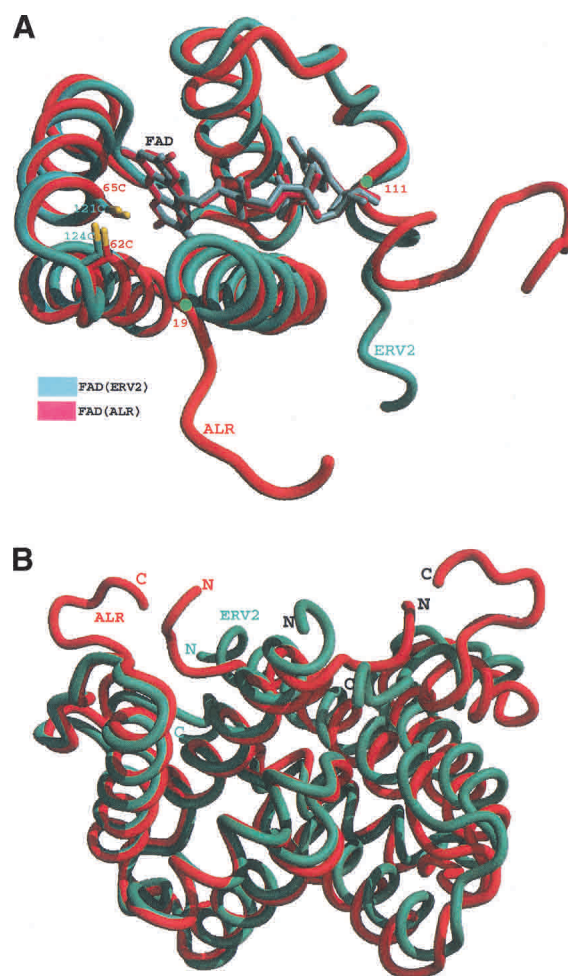 A
FAD
65C
121C
124C
62C
111
19
ERV2
FAD(ERV2)
FAD(ALR)
ALR
B
C
N
C
ALR
ERV2
N
N
N
C
C